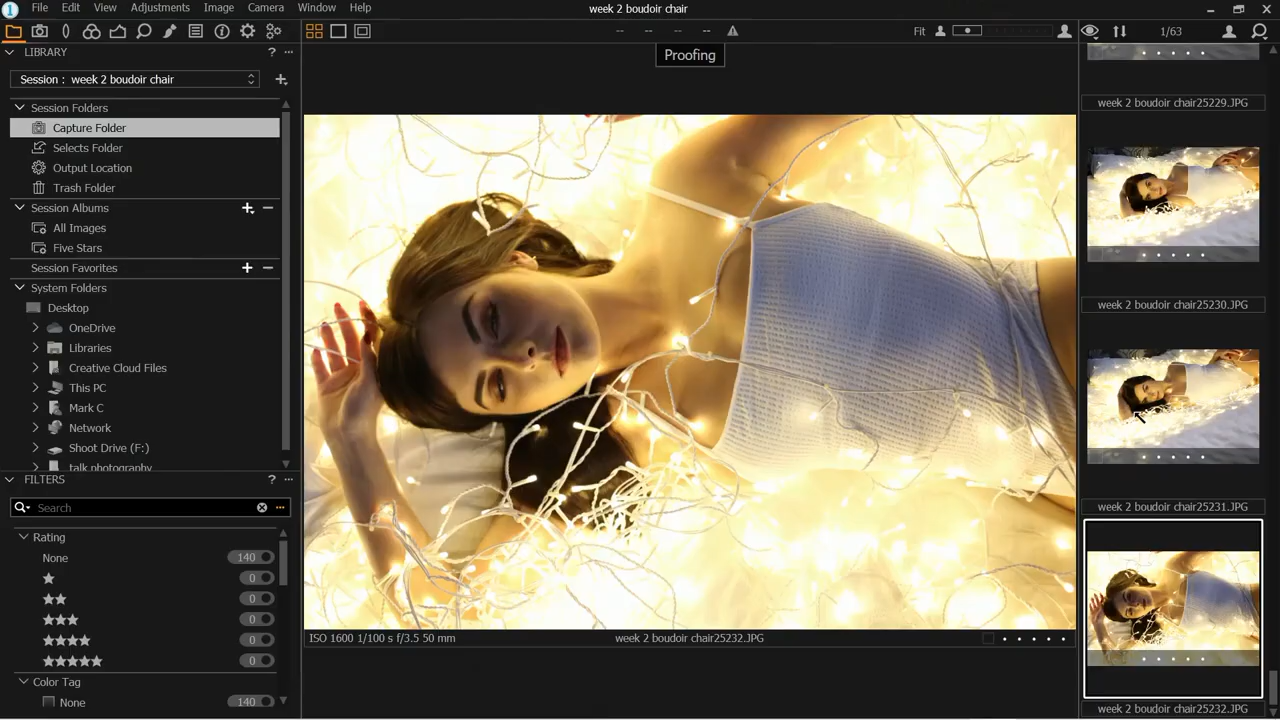 File Edit View Adjustments Image Camera Window Help
week 2 boudoir chair
-- -- -- --
Fit
1/63
Proofing
LIBRARY ? ...
Session : week 2 boudoir chair
Session Folders
Capture Folder
Selects Folder
Output Location
Trash Folder
Session Albums
All Images
Five Stars
Session Favorites
System Folders
Desktop
OneDrive
Libraries
Creative Cloud Files
This PC
Mark C
Network
Shoot Drive (F:)
talk photography
FILTERS ? ...
Search
Rating
None 140
0
0
0
0
0
Color Tag
None 140
ISO 1600 1/100 s f/3.5 50 mm
week 2 boudoir chair25232.JPG
week 2 boudoir chair25229.JPG
week 2 boudoir chair25230.JPG
week 2 boudoir chair25231.JPG
week 2 boudoir chair25232.JPG